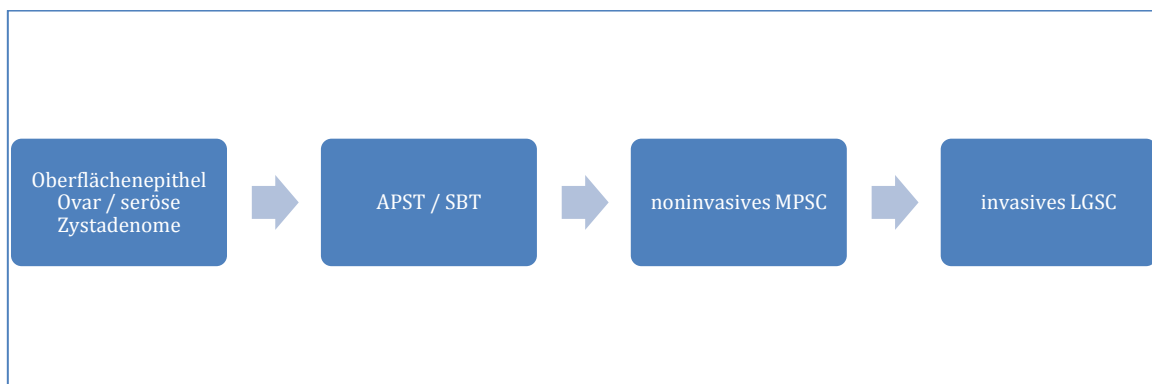 Oberflächenepithel
Ovar / seröse
Zystadenome
APST / SBT
noninvasives MPSC
invasives LGSC